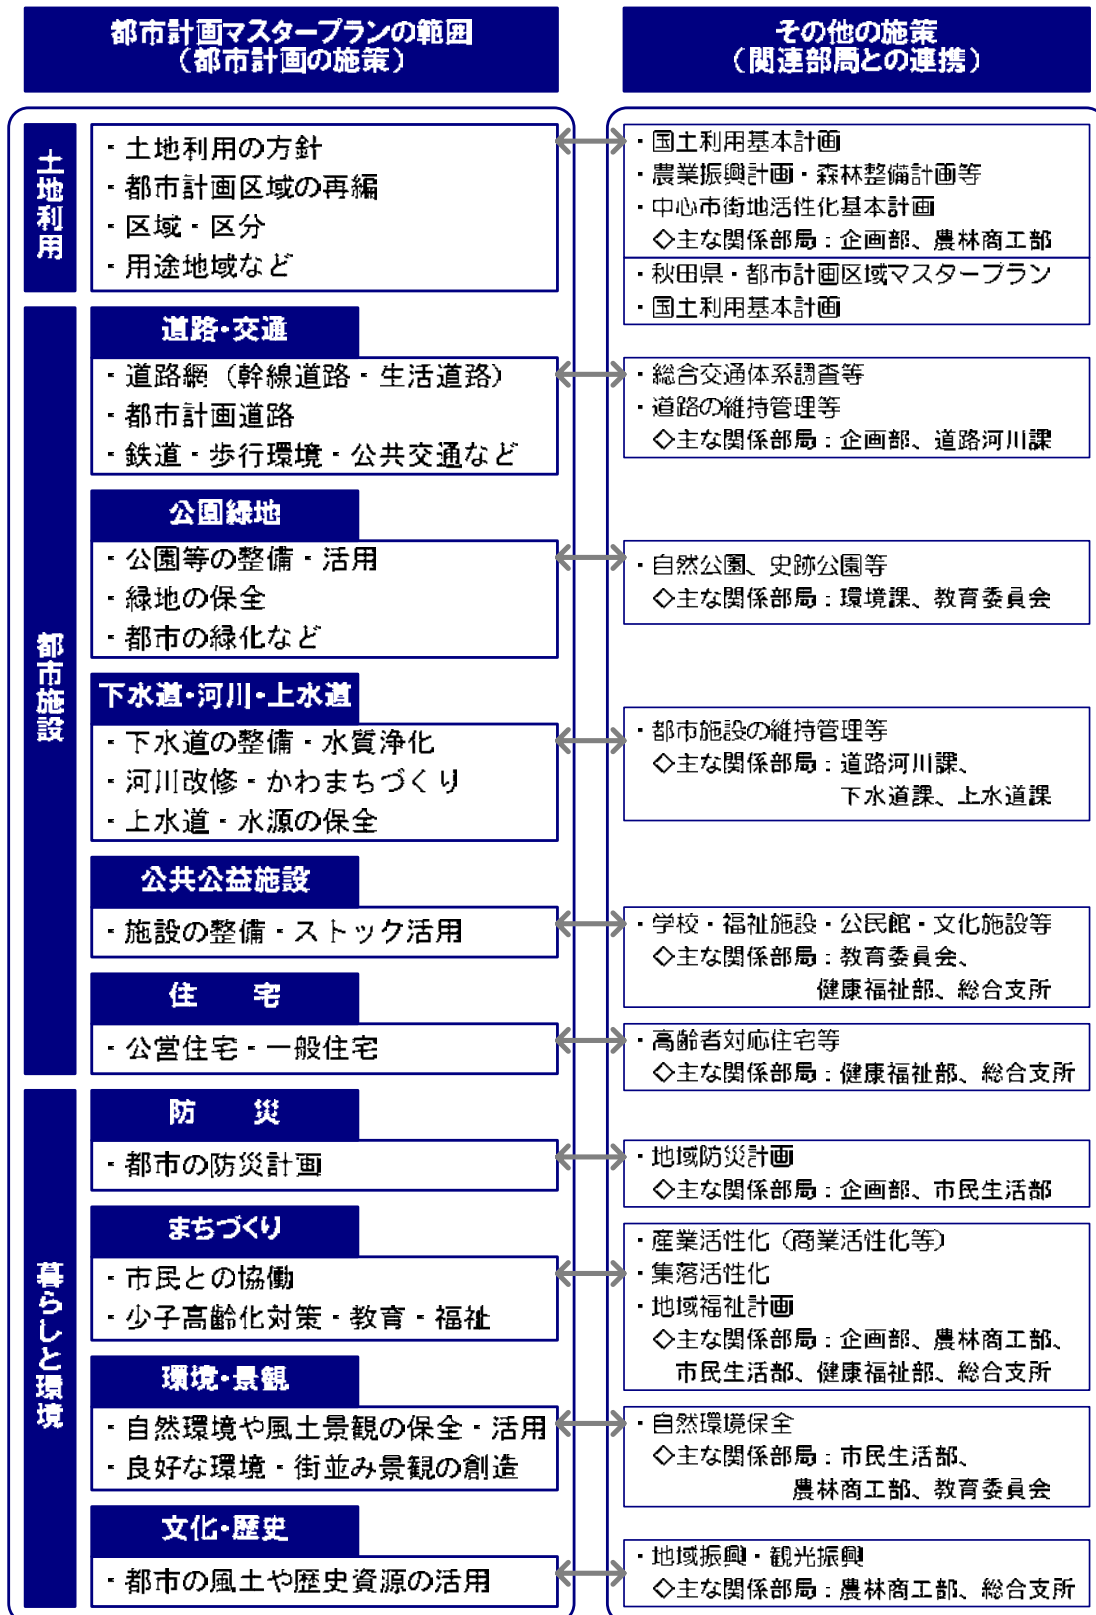 都市計画マスタープランの範囲
（都市計画の施策）
その他の施策
（関連部局との連携）
土地利用
・土地利用の方針
・都市計画区域の再編
・区域・区分
・用途地域など
・国土利用基本計画
・農業振興計画・森林整備計画等
・中心市街地活性化基本計画
◇主な関係部局：企画部、農林商工部
・秋田県・都市計画区域マスタープラン
・国土利用基本計画
都市施設
道路・交通
・道路網（幹線道路・生活道路）
・都市計画道路
・鉄道・歩行環境・公共交通など
・総合交通体系調査等
・道路の維持管理等
◇主な関係部局：企画部、道路河川課
公園緑地
・公園等の整備・活用
・緑地の保全
・都市の緑化など
・自然公園、史跡公園等
◇主な関係部局：環境課、教育委員会
下水道・河川・上水道
・下水道の整備・水質浄化
・河川改修・かわまちづくり
・上水道・水源の保全
・都市施設の維持管理等
◇主な関係部局：道路河川課、
下水道課、上水道課
公共公益施設
・施設の整備・ストック活用
・学校・福祉施設・公民館・文化施設等
◇主な関係部局：教育委員会、
健康福祉部、総合支所
住　宅
・公営住宅・一般住宅
・高齢者対応住宅等
◇主な関係部局：健康福祉部、総合支所
暮らしと環境
防　災
・都市の防災計画
・地域防災計画
◇主な関係部局：企画部、市民生活部
まちづくり
・市民との協働
・少子高齢化対策・教育・福祉
・産業活性化（商業活性化等）
・集落活性化
・地域福祉計画
◇主な関係部局：企画部、農林商工部、
市民生活部、健康福祉部、総合支所
環境・景観
・自然環境や風土景観の保全・活用
・良好な環境・街並み景観の創造
・自然環境保全
◇主な関係部局：市民生活部、
農林商工部、教育委員会
文化・歴史
・都市の風土や歴史資源の活用
・地域振興・観光振興
◇主な関係部局：農林商工部、総合支所